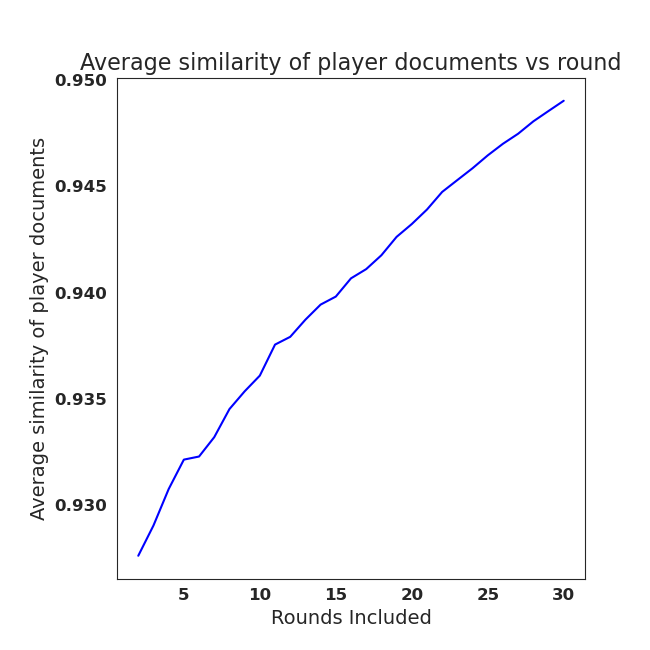 Average similarity of player documents vs round
0.950
0.945
0.940
0.935
0.930
Average similarity of player documents
5 10 15 20 25 30
Rounds Included